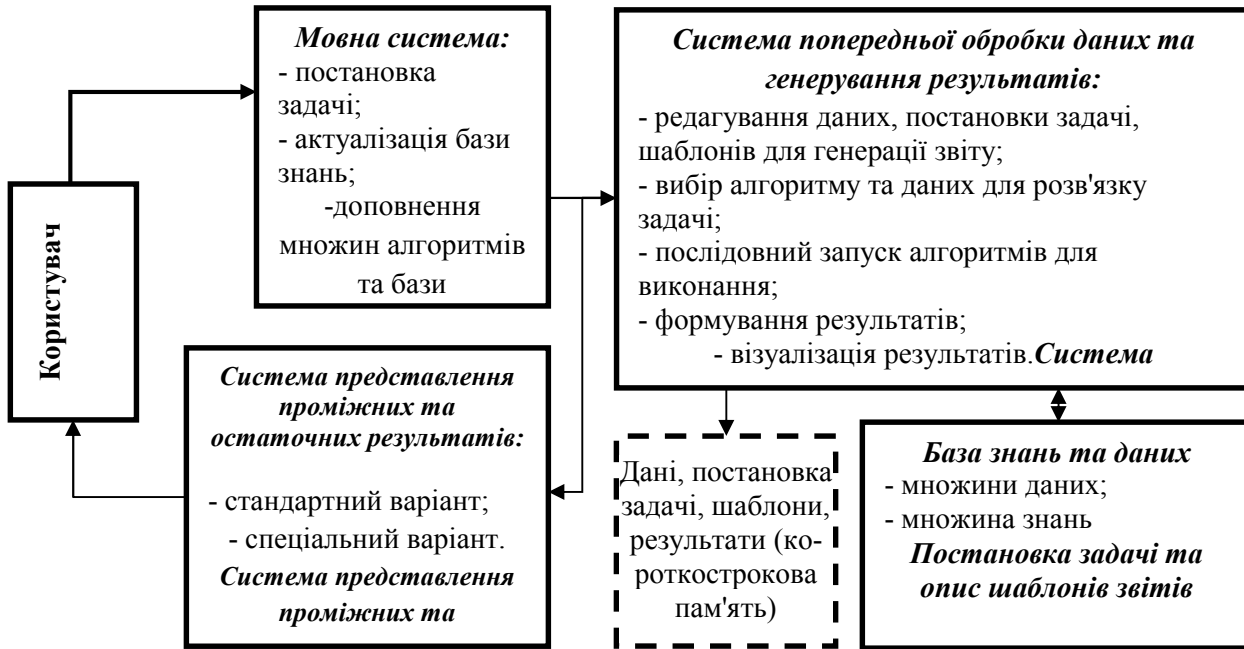 Користувач
Мовна система:
- постановка
задачі;
- актуалізація бази
знань;
-доповнення
множин алгоритмів
та бази
Система попередньої обробки даних та
генерування результатів:
- редагування даних, постановки задачі,
шаблонів для генерації звіту;
- вибір алгоритму та даних для розв'язку
задачі;
- послідовний запуск алгоритмів для
виконання;
- формування результатів;
- візуалізація результатів.Система
Система представлення
проміжних та
остаточних результатів:
- стандартний варіант;
- спеціальний варіант.
Система представлення
проміжних та
Дані, постановка
задачі, шаблони,
результати (ко-
роткострокова
пам'ять)
База знань та даних
- множини даних;
- множина знань
Постановка задачі та
опис шаблонів звітів